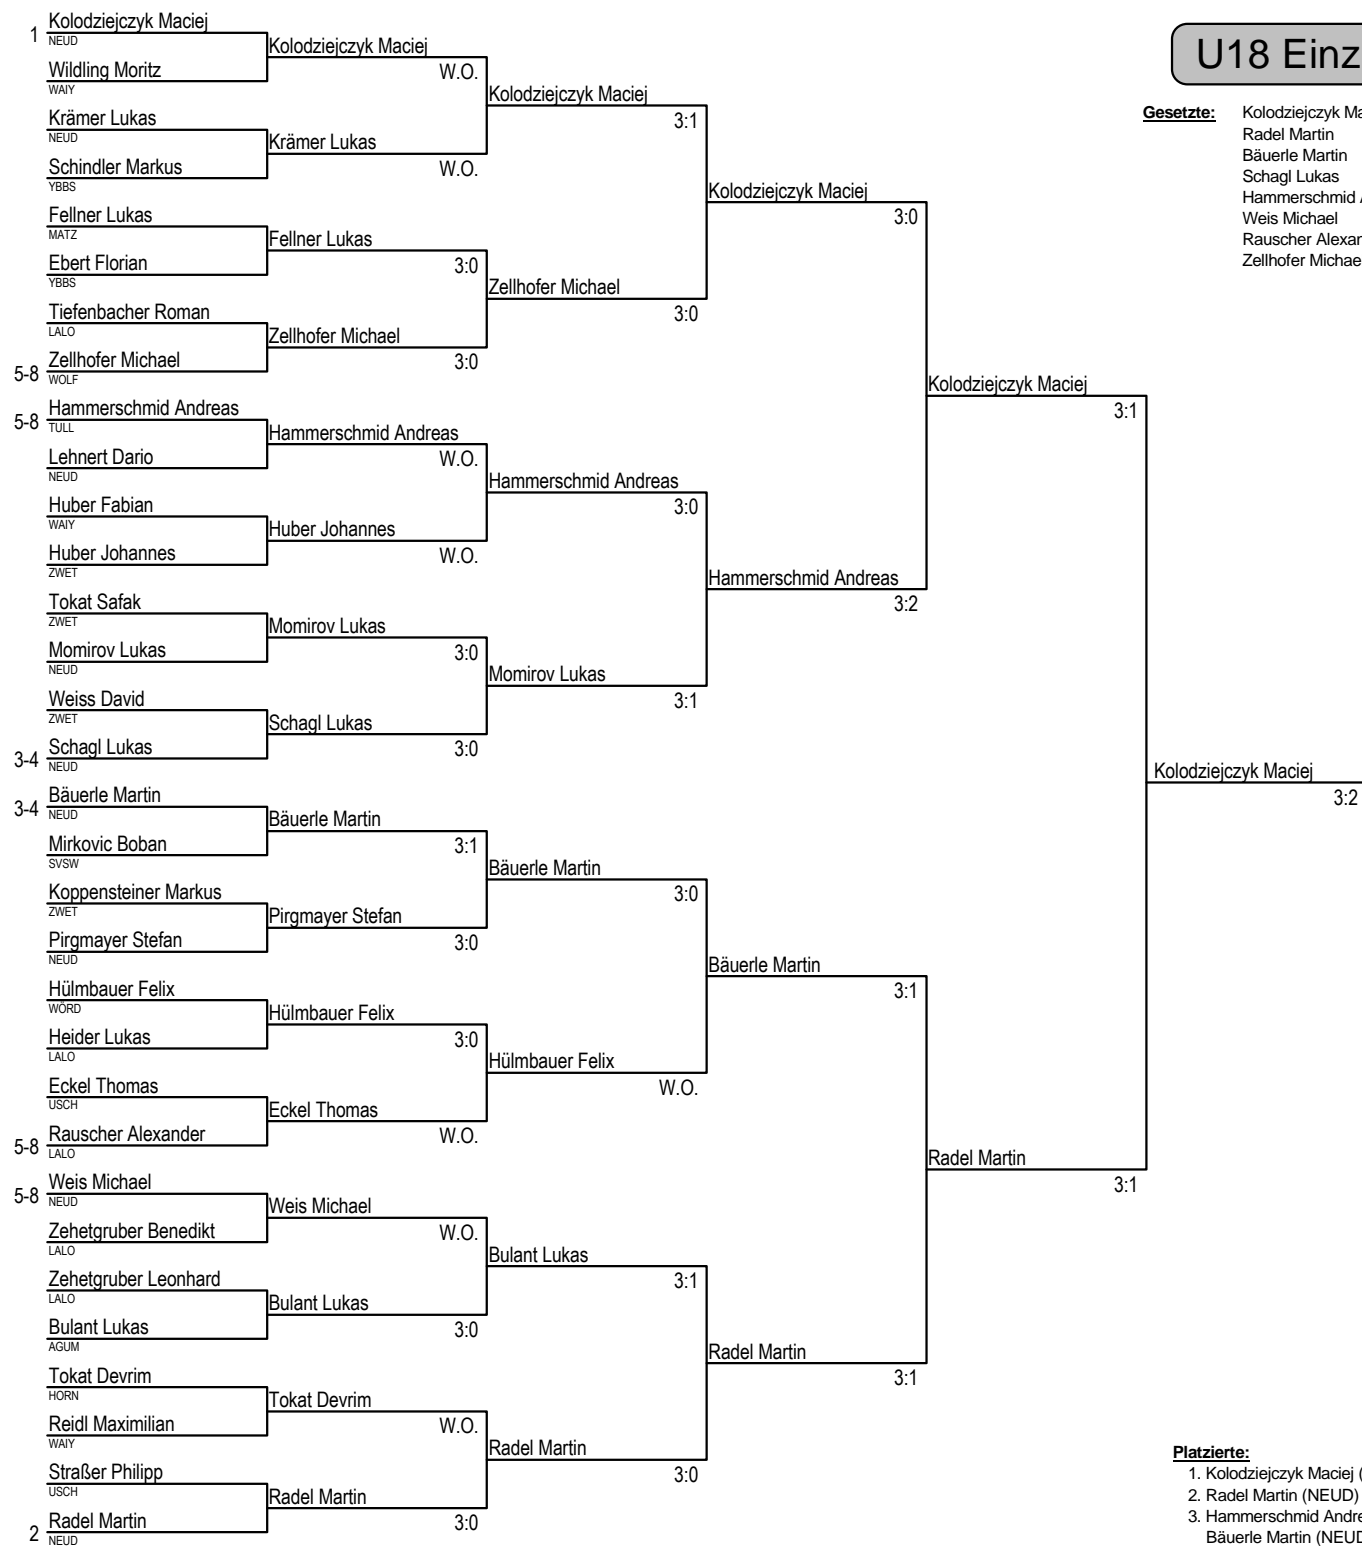 U18 Einz
Gesetzte:
Kolodziejczyk Ma
Radel Martin
Bäuerle Martin
Schagl Lukas
Hammerschmid
Weis Michael
Rauscher Alexan
Zellhofer Michae
1 Kolodziejczyk Maciej
NEUD
Wildling Moritz
WAIY
Krämer Lukas
NEUD
Schindler Markus
YBBS
Fellner Lukas
MATZ
Ebert Florian
YBBS
Tiefenbacher Roman
LALO
5-8 Zellhofer Michael
WOLF
5-8 Hammerschmid Andreas
TULL
Lehnert Dario
NEUD
Huber Fabian
WAIY
Huber Johannes
ZWET
Tokat Safak
ZWET
Momirov Lukas
NEUD
Weiss David
ZWET
3-4 Schagl Lukas
NEUD
3-4 Bäuerle Martin
NEUD
Mirkovic Boban
SVSW
Koppensteiner Markus
ZWET
Pirgmayer Stefan
NEUD
Hülmbauer Felix
WÖRD
Heider Lukas
LALO
Eckel Thomas
USCH
5-8 Rauscher Alexander
LALO
5-8 Weis Michael
NEUD
Zehetgruber Benedikt
LALO
Zehetgruber Leonhard
LALO
Bulant Lukas
AGUM
Tokat Devrim
HORN
Reidl Maximilian
WAIY
Straßer Philipp
USCH
2 Radel Martin
NEUD
Kolodziejczyk Maciej
W.O.
Krämer Lukas
W.O.
Fellner Lukas
3:0
Zellhofer Michael
3:0
Hammerschmid Andreas
W.O.
Huber Johannes
W.O.
Momirov Lukas
3:0
Schagl Lukas
3:0
Bäuerle Martin
3:1
Pirgmayer Stefan
3:0
Hülmbauer Felix
3:0
Eckel Thomas
W.O.
Weis Michael
W.O.
Bulant Lukas
3:0
Tokat Devrim
W.O.
Radel Martin
3:0
Kolodziejczyk Maciej
3:1
Zellhofer Michael
3:0
Hammerschmid Andreas
3:0
Momirov Lukas
3:1
Bäuerle Martin
3:0
Hülmbauer Felix
W.O.
Bulant Lukas
3:1
Radel Martin
3:0
Kolodziejczyk Maciej
3:0
Hammerschmid Andreas
3:2
Bäuerle Martin
3:1
Radel Martin
3:1
Kolodziejczyk Maciej
3:1
Radel Martin
3:1
Kolodziejczyk Maciej
3:2
Platzierte:
1. Kolodziejczyk Maciej (
2. Radel Martin (NEUD)
3. Hammerschmid Andre
Bäuerle Martin (NEUD